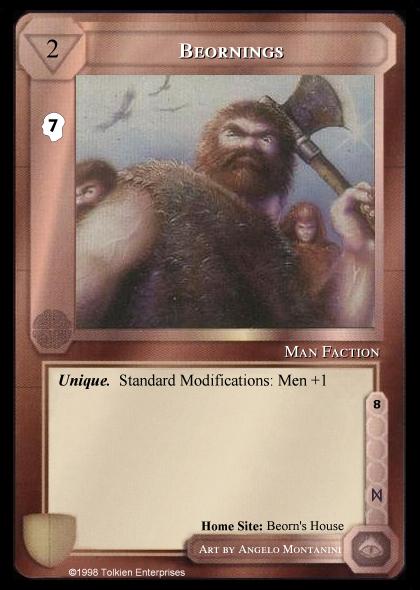 2
BEORNINGS
7
MAN FACTION
Unique. Standard Modifications: Men +1
8
ᛞ
Home Site: Beorn's House
ART BY ANGELO MONTANINI
©1998 Tolkien Enterprises